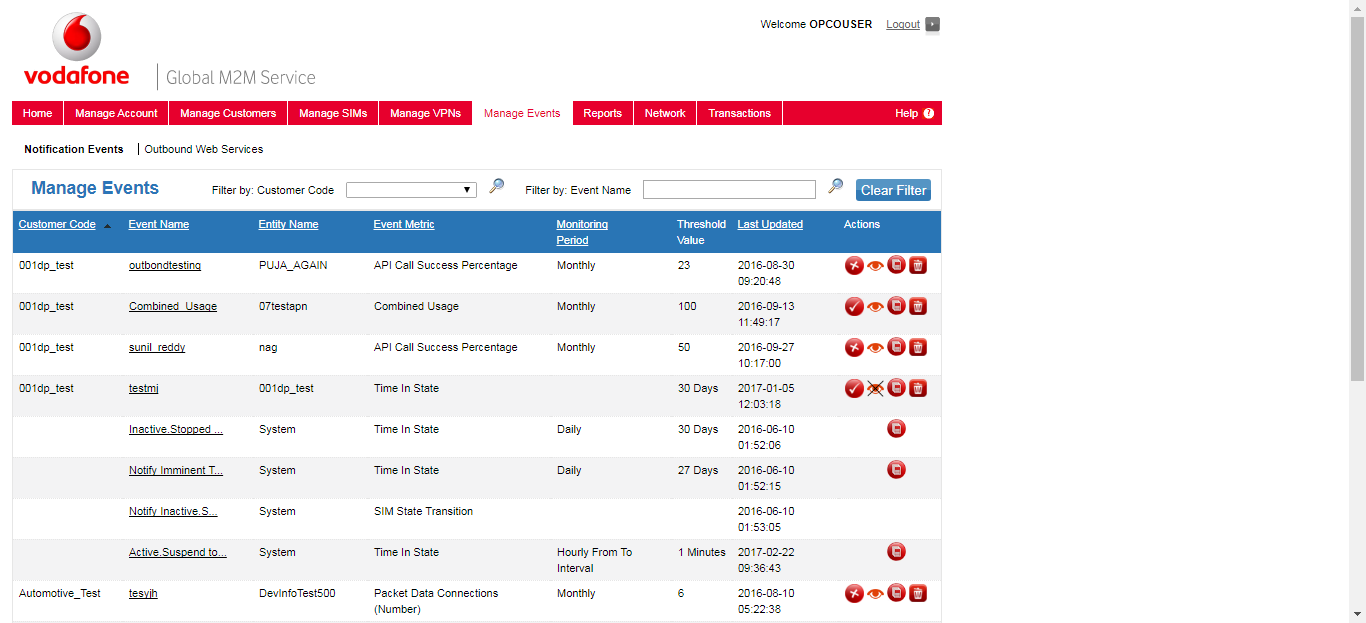 Welcome OPCOUSER Logout
vodafone
Global M2M Service
Home Manage Account Manage Customers Manage SIMs Manage VPNs Manage Events Reports Network Transactions Help ?
Notification Events Outbound Web Services
Manage Events Filter by: Customer Code Filter by: Event Name Clear Filter
Customer Code Event Name Entity Name Event Metric Monitoring Period Threshold Value Last Updated Actions
001dp_test outbondtesting PUJA_AGAIN API Call Success Percentage Monthly 23 2016-08-30
09:20:48
001dp_test Combined_Usage 07testapn Combined Usage Monthly 100 2016-09-13
11:49:17
001dp_test sunil_reddy nag API Call Success Percentage Monthly 50 2016-09-27
10:17:00
001dp_test testmj 001dp_test Time In State 30 Days 2017-01-05
12:03:18
Inactive.Stopped ... System Time In State Daily 30 Days 2016-06-10
01:52:06
Notify Imminent T... System Time In State Daily 27 Days 2016-06-10
01:52:15
Notify Inactive.S... System SIM State Transition 2016-06-10
01:53:05
Active.Suspend to... System Time In State Hourly From To 1 Minutes 2017-02-22
Interval 09:36:43
Automotive_Test tesyjh DevInfoTest500 Packet Data Connections Monthly 6 2016-08-10
(Number) 05:22:38